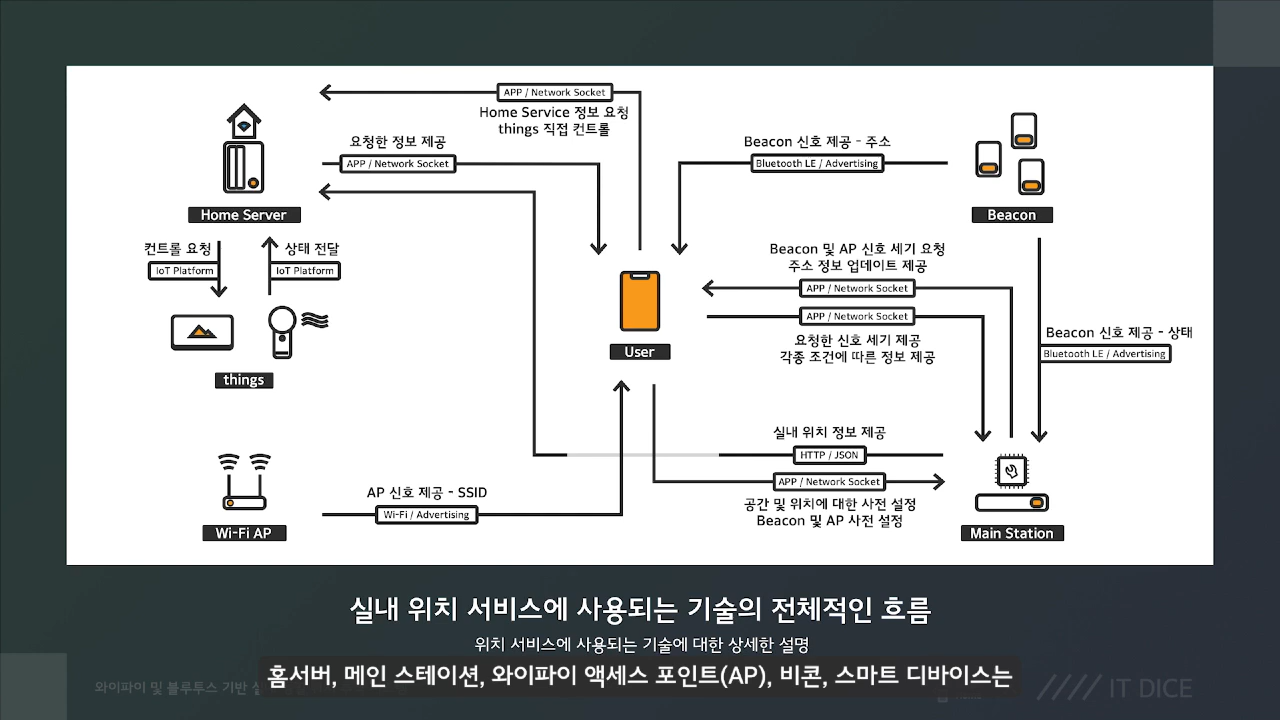 APP / Network Socket
Home Service 정보 요청
things 직접 컨트롤
요청한 정보 제공
APP / Network Socket
Home Server
컨트롤 요청
IoT Platform
상태 전달
IoT Platform
things
Beacon 신호 제공 - 주소
Bluetooth LE / Advertising
Beacon
Beacon 및 AP 신호 세기 요청
주소 정보 업데이트 제공
APP / Network Socket
APP / Network Socket
요청한 신호 세기 제공
각종 조건에 따른 정보 제공
Beacon 신호 제공 - 상태
Bluetooth LE / Advertising
User
실내 위치 정보 제공
HTTP / JSON
APP / Network Socket
공간 및 위치에 대한 사전 설정
Beacon 및 AP 사전 설정
Main Station
AP 신호 제공 - SSID
Wi-Fi / Advertising
Wi-Fi AP
실내 위치 서비스에 사용되는 기술의 전체적인 흐름
위치 서비스에 사용되는 기술에 대한 상세한 설명
홈서버, 메인 스테이션, 와이파이 액세스 포인트(AP), 비콘, 스마트 디바이스는
와이파이 및 블루투스 기반
//// IT DICE